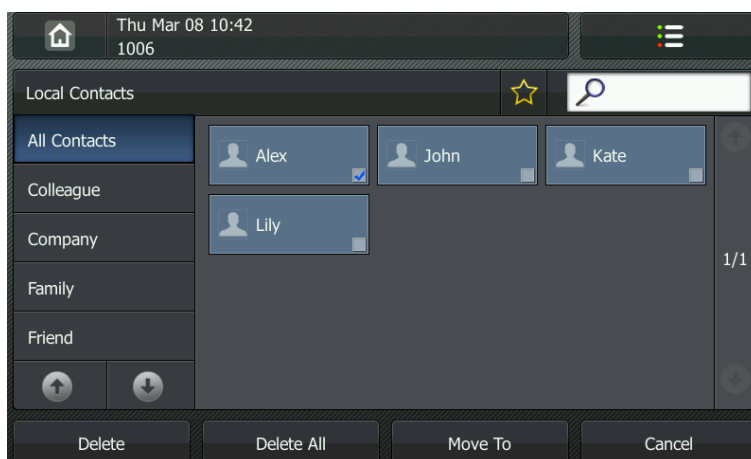 Thu Mar 08 10:42
1006
Local Contacts
All Contacts
Colleague
Company
Family
Friend
Alex
John
Kate
Lily
1/1
Delete
Delete All
Move To
Cancel